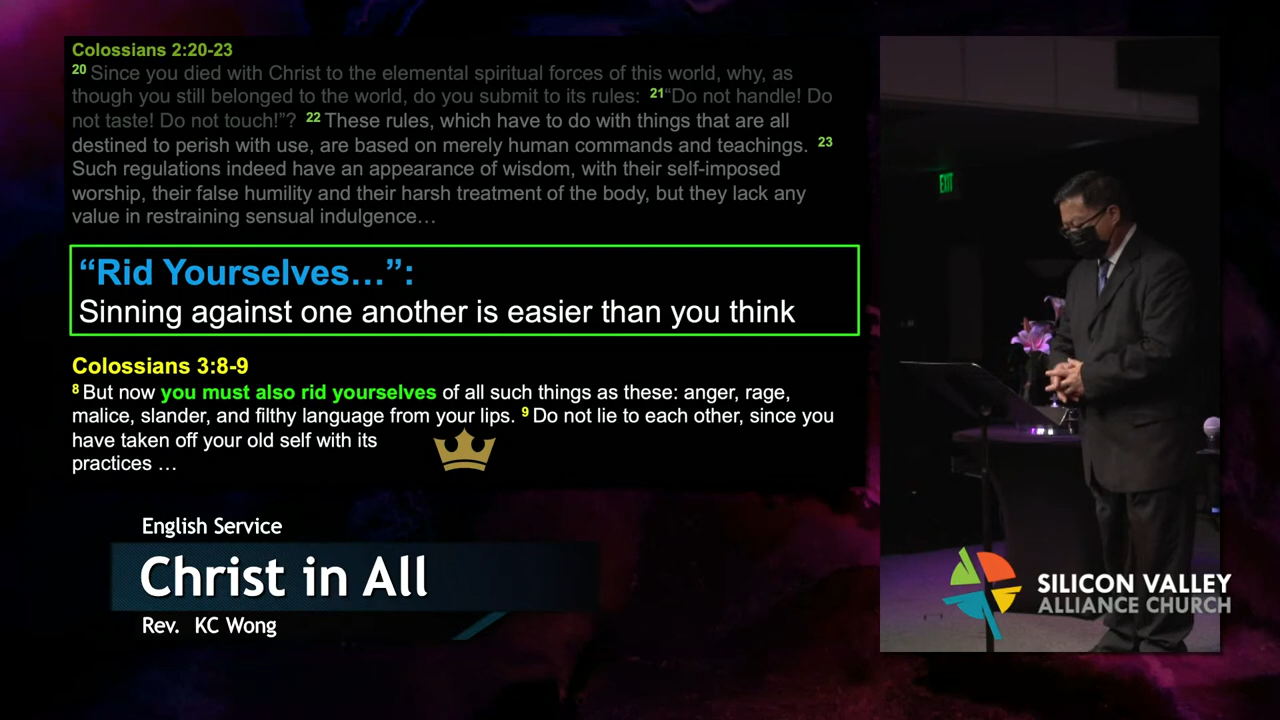 Colossians 2:20-23
20 Since you died with Christ to the elemental spiritual forces of this world, why, as
though you still belonged to the world, do you submit to its rules: 21“Do not handle! Do
not taste! Do not touch!”? 22 These rules, which have to do with things that are all
destined to perish with use, are based on merely human commands and teachings. 23
Such regulations indeed have an appearance of wisdom, with their self-imposed
worship, their false humility and their harsh treatment of the body, but they lack any
value in restraining sensual indulgence…
“Rid Yourselves…”:
Sinning against one another is easier than you think
Colossians 3:8-9
8 But now you must also rid yourselves of all such things as these: anger, rage,
malice, slander, and filthy language from your lips. 9 Do not lie to each other, since you
have taken off your old self with its
practices …
English Service
Christ in All
Rev. KC Wong
EXIT
SILICON VALLEY
ALLIANCE CHURCH